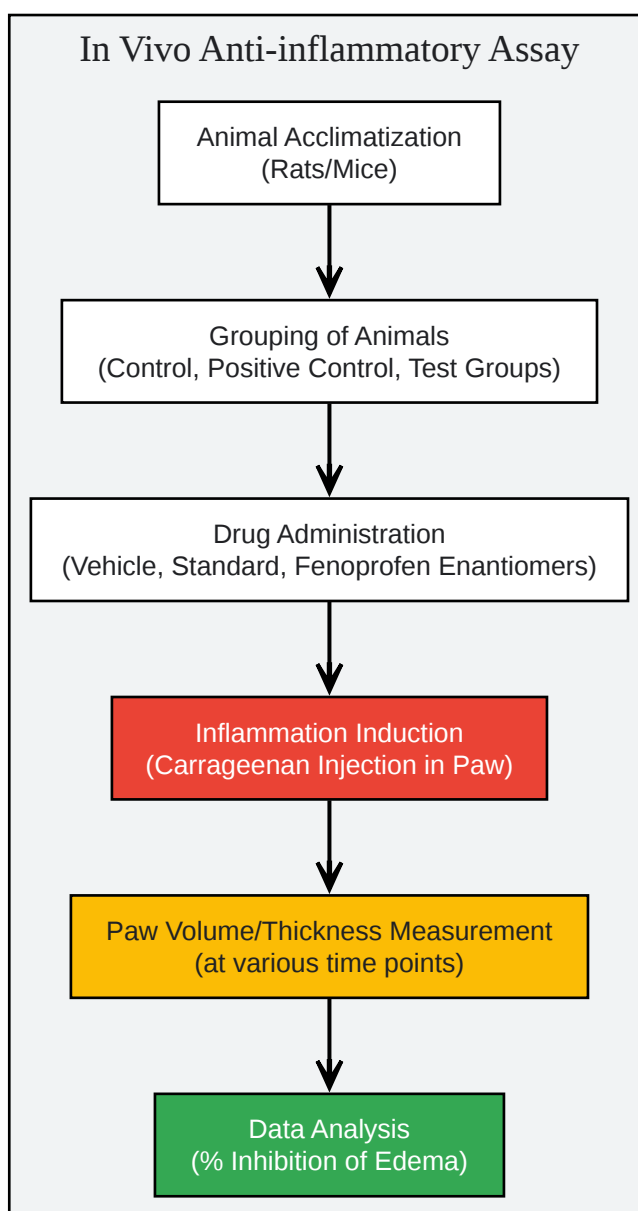 In Vivo Anti-inflammatory Assay
Animal Acclimatization
(Rats/Mice)
Grouping of Animals
(Control, Positive Control, Test Groups)
Drug Administration
(Vehicle, Standard, Fenoprofen Enantiomers)
Inflammation Induction
(Carrageenan Injection in Paw)
Paw Volume/Thickness Measurement
(at various time points)
Data Analysis
(% Inhibition of Edema)